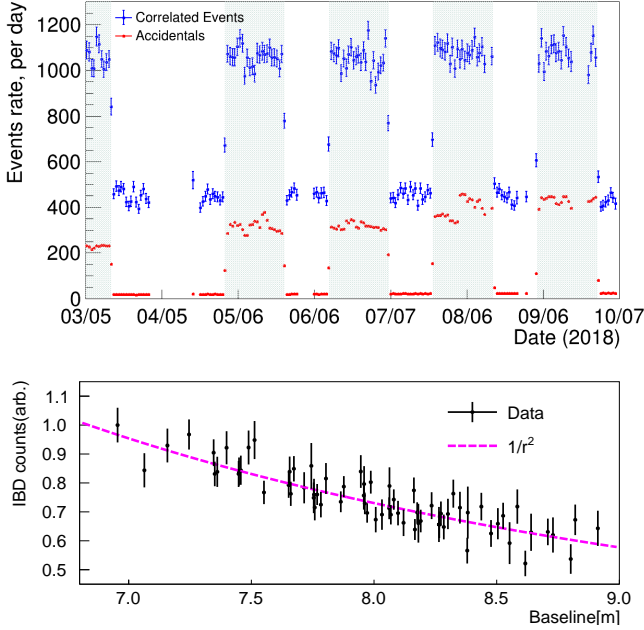 Events rate, per day
1200
1000
800
600
400
200
0
Correlated Events
Accidentals
03/05 04/05 05/06 05/06 07/07 08/06 09/06 10/07
Date (2018)
IBD counts(arb.)
1.1
1.0
0.9
0.8
0.7
0.6
0.5
Data
1/r²
7.0 7.5 8.0 8.5 9.0
Baseline[m]